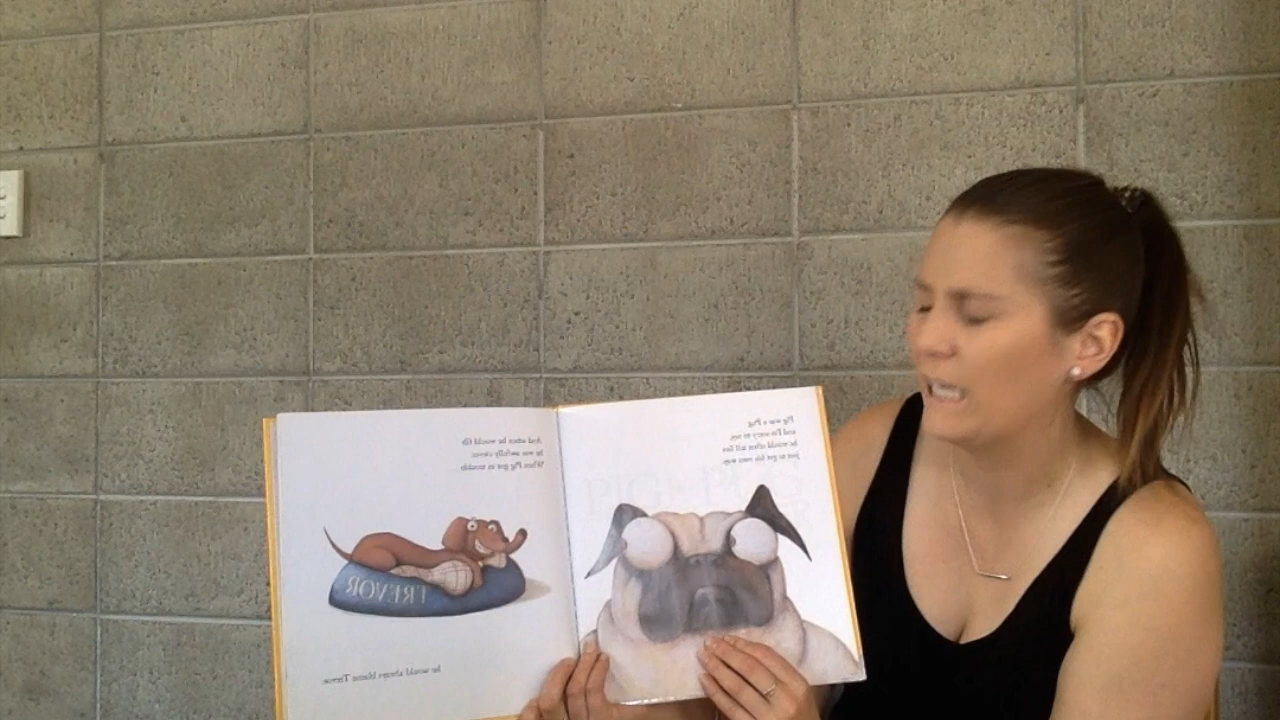 Pig was a Pug
and I'm sorry to say,
he would often tell lies
just to get his own way.
And when he would fib
he was awfully clever.
When Pig got in trouble
TREVOR
he would always blame Trevor.